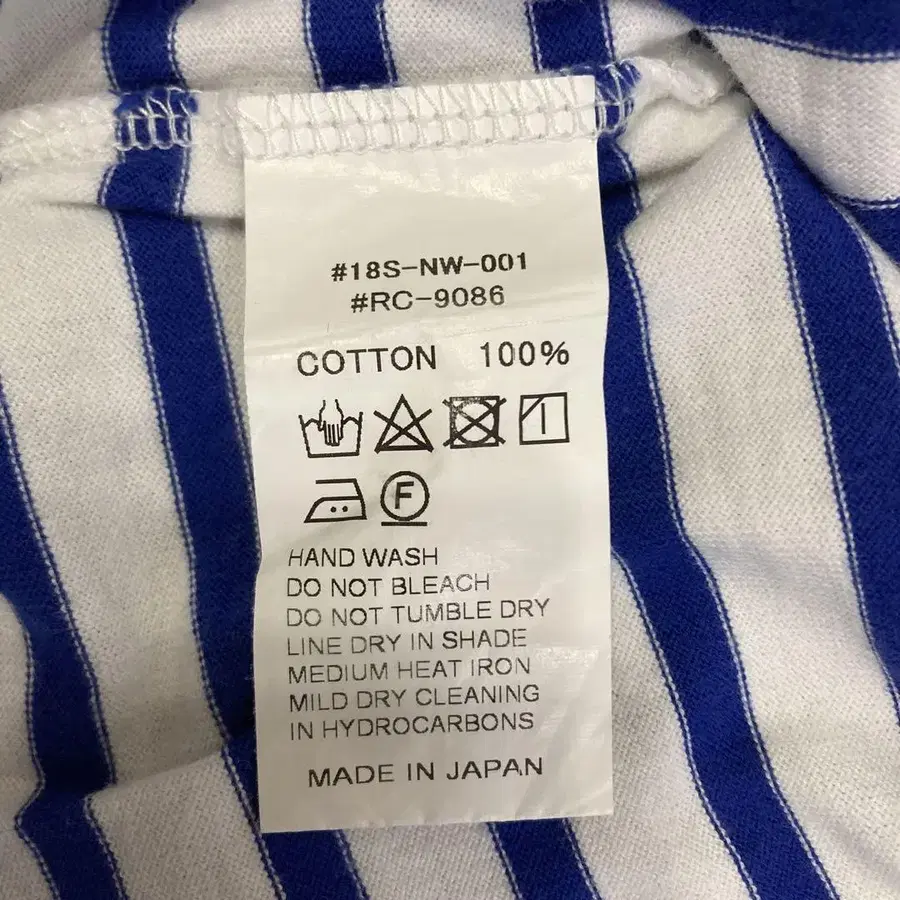 #18S-NW-001
#RC-9086
COTTON 100%
F
HAND WASH
DO NOT BLEACH
DO NOT TUMBLE DRY
LINE DRY IN SHADE
MEDIUM HEAT IRON
MILD DRY CLEANING
IN HYDROCARBONS
MADE IN JAPAN